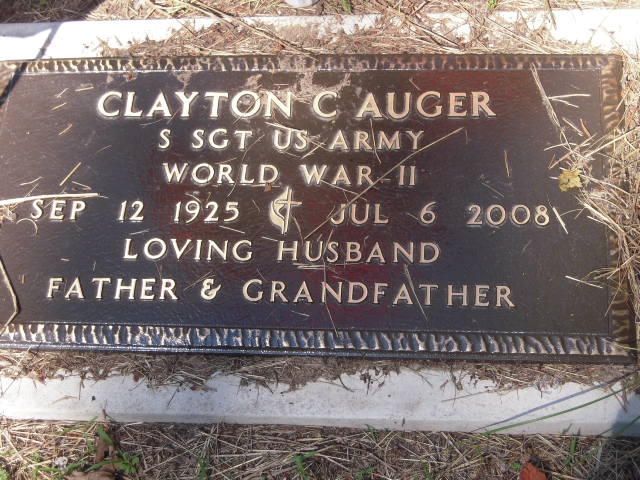 CLAYTON C AUGER
S SGT US ARMY
WORLD WAR II
SEP 12 1925 JUL 6 2008
LOVING HUSBAND
FATHER & GRANDFATHER